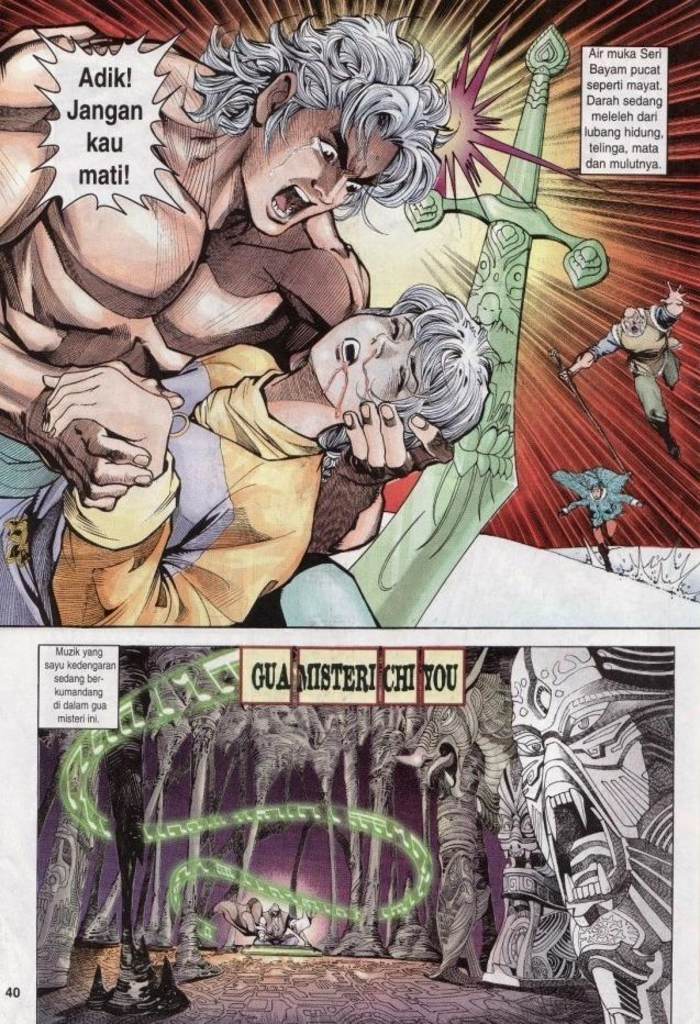 Adik!
Jangan
kau
mati!
Air muka Seri
Bayam pucat
seperti mayat.
Darah sedang
meleleh dari
lubang hidung,
telinga, mata
dan mulutnya.
Muzik yang
sayu kedengaran
sedang ber-
kumandang
di dalam gua
misteri ini.
GUA MISTERI CHI YOU
40